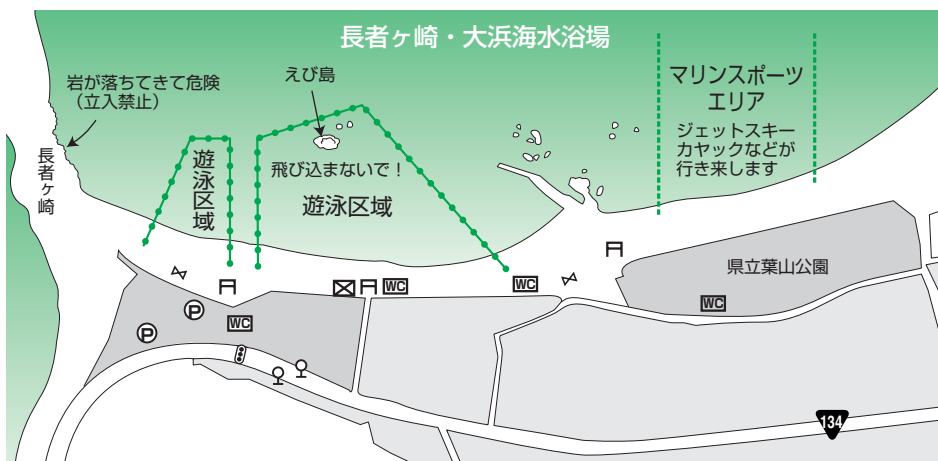 長者ヶ崎・大浜海水浴場
岩が落ちてきて危険
（立入禁止）
えび島
マリンスポーツ
エリア
ジェットスキー
カヤックなどが
行き来します
長者ヶ崎
遊泳区域
飛び込まないで！
遊泳区域
県立葉山公園
WC
WC
WC
WC
P
P
134